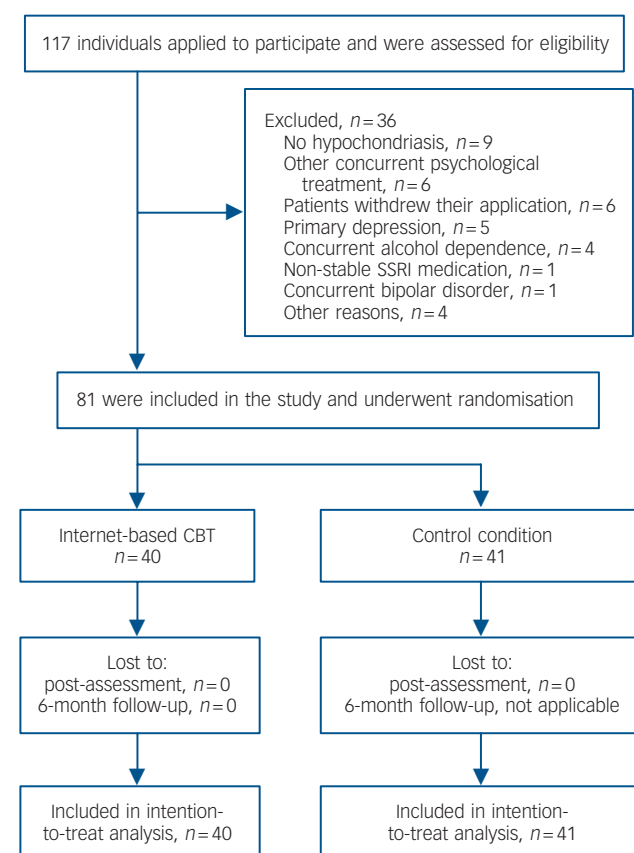 117 individuals applied to participate and were assessed for eligibility
Excluded, n=36
No hypochondriasis, n=9
Other concurrent psychological
treatment, n=6
Patients withdrew their application, n=6
Primary depression, n=5
Concurrent alcohol dependence, n=4
Non-stable SSRI medication, n=1
Concurrent bipolar disorder, n=1
Other reasons, n=4
81 were included in the study and underwent randomisation
Internet-based CBT
n=40
Control condition
n=41
Lost to:
post-assessment, n=0
6-month follow-up, n=0
Lost to:
post-assessment, n=0
6-month follow-up, not applicable
Included in intention-
to-treat analysis, n=40
Included in intention-
to-treat analysis, n=41